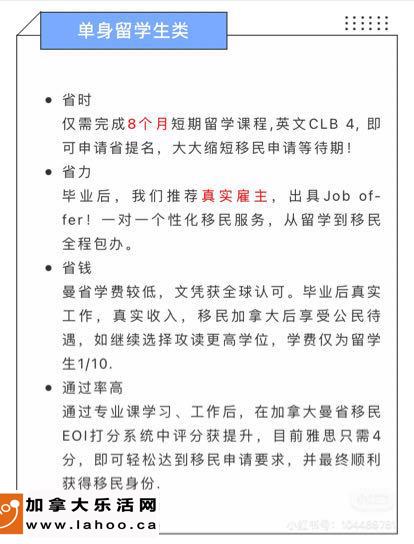 单身留学生类
省时
仅需完成8个月短期留学课程,英文CLB 4, 即
可申请省提名，大大缩短移民申请等待期！
省力
毕业后，我们推荐真实雇主，出具Job of-
fer！一对一个性化移民服务，从留学到移民
全程包办。
省钱
曼省学费较低，文凭获全球认可。毕业后真实
工作，真实收入，移民加拿大后享受公民待
遇，如继续选择攻读更高学位，学费仅为留学
生1/10.
通过率高
通过专业课学习、工作后，在加拿大曼省移民
EOI打分系统中评分获提升，目前雅思只需4
分，即可轻松达到移民申请要求，并最终顺利
获得移民身份.
加拿大乐活网
www.lahoo.ca